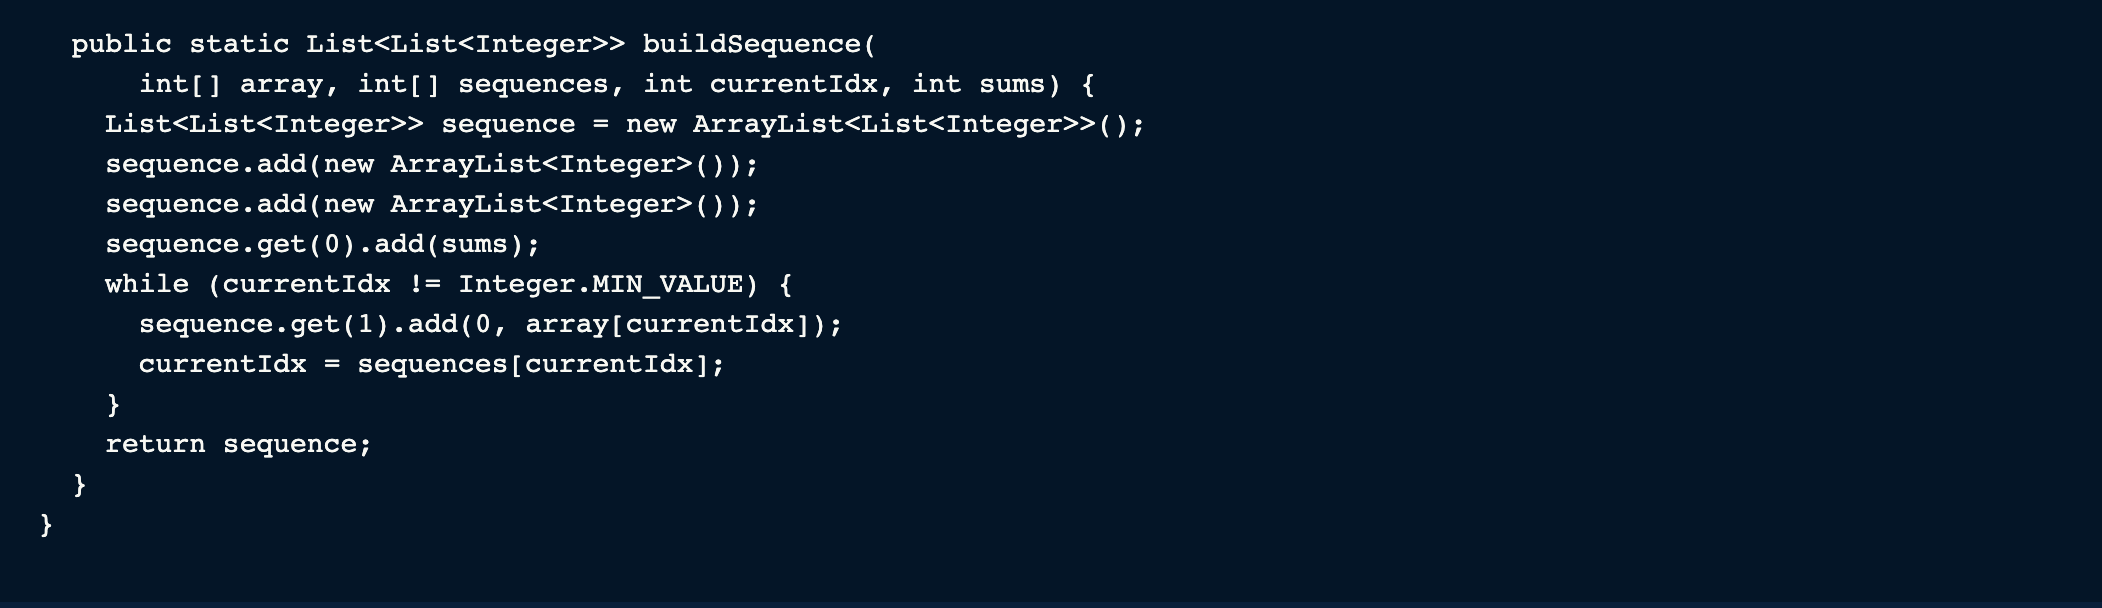 public static List<List<Integer>> buildSequence(
int[] array, int[] sequences, int currentIdx, int sums) {
List<List<Integer>> sequence = new ArrayList<List<Integer>>();
sequence.add(new ArrayList<Integer>());
sequence.add(new ArrayList<Integer>());
sequence.get(0).add(sums);
while (currentIdx != Integer.MIN_VALUE) {
sequence.get(1).add(0, array[currentIdx]);
currentIdx = sequences[currentIdx];
}
return sequence;
}
}